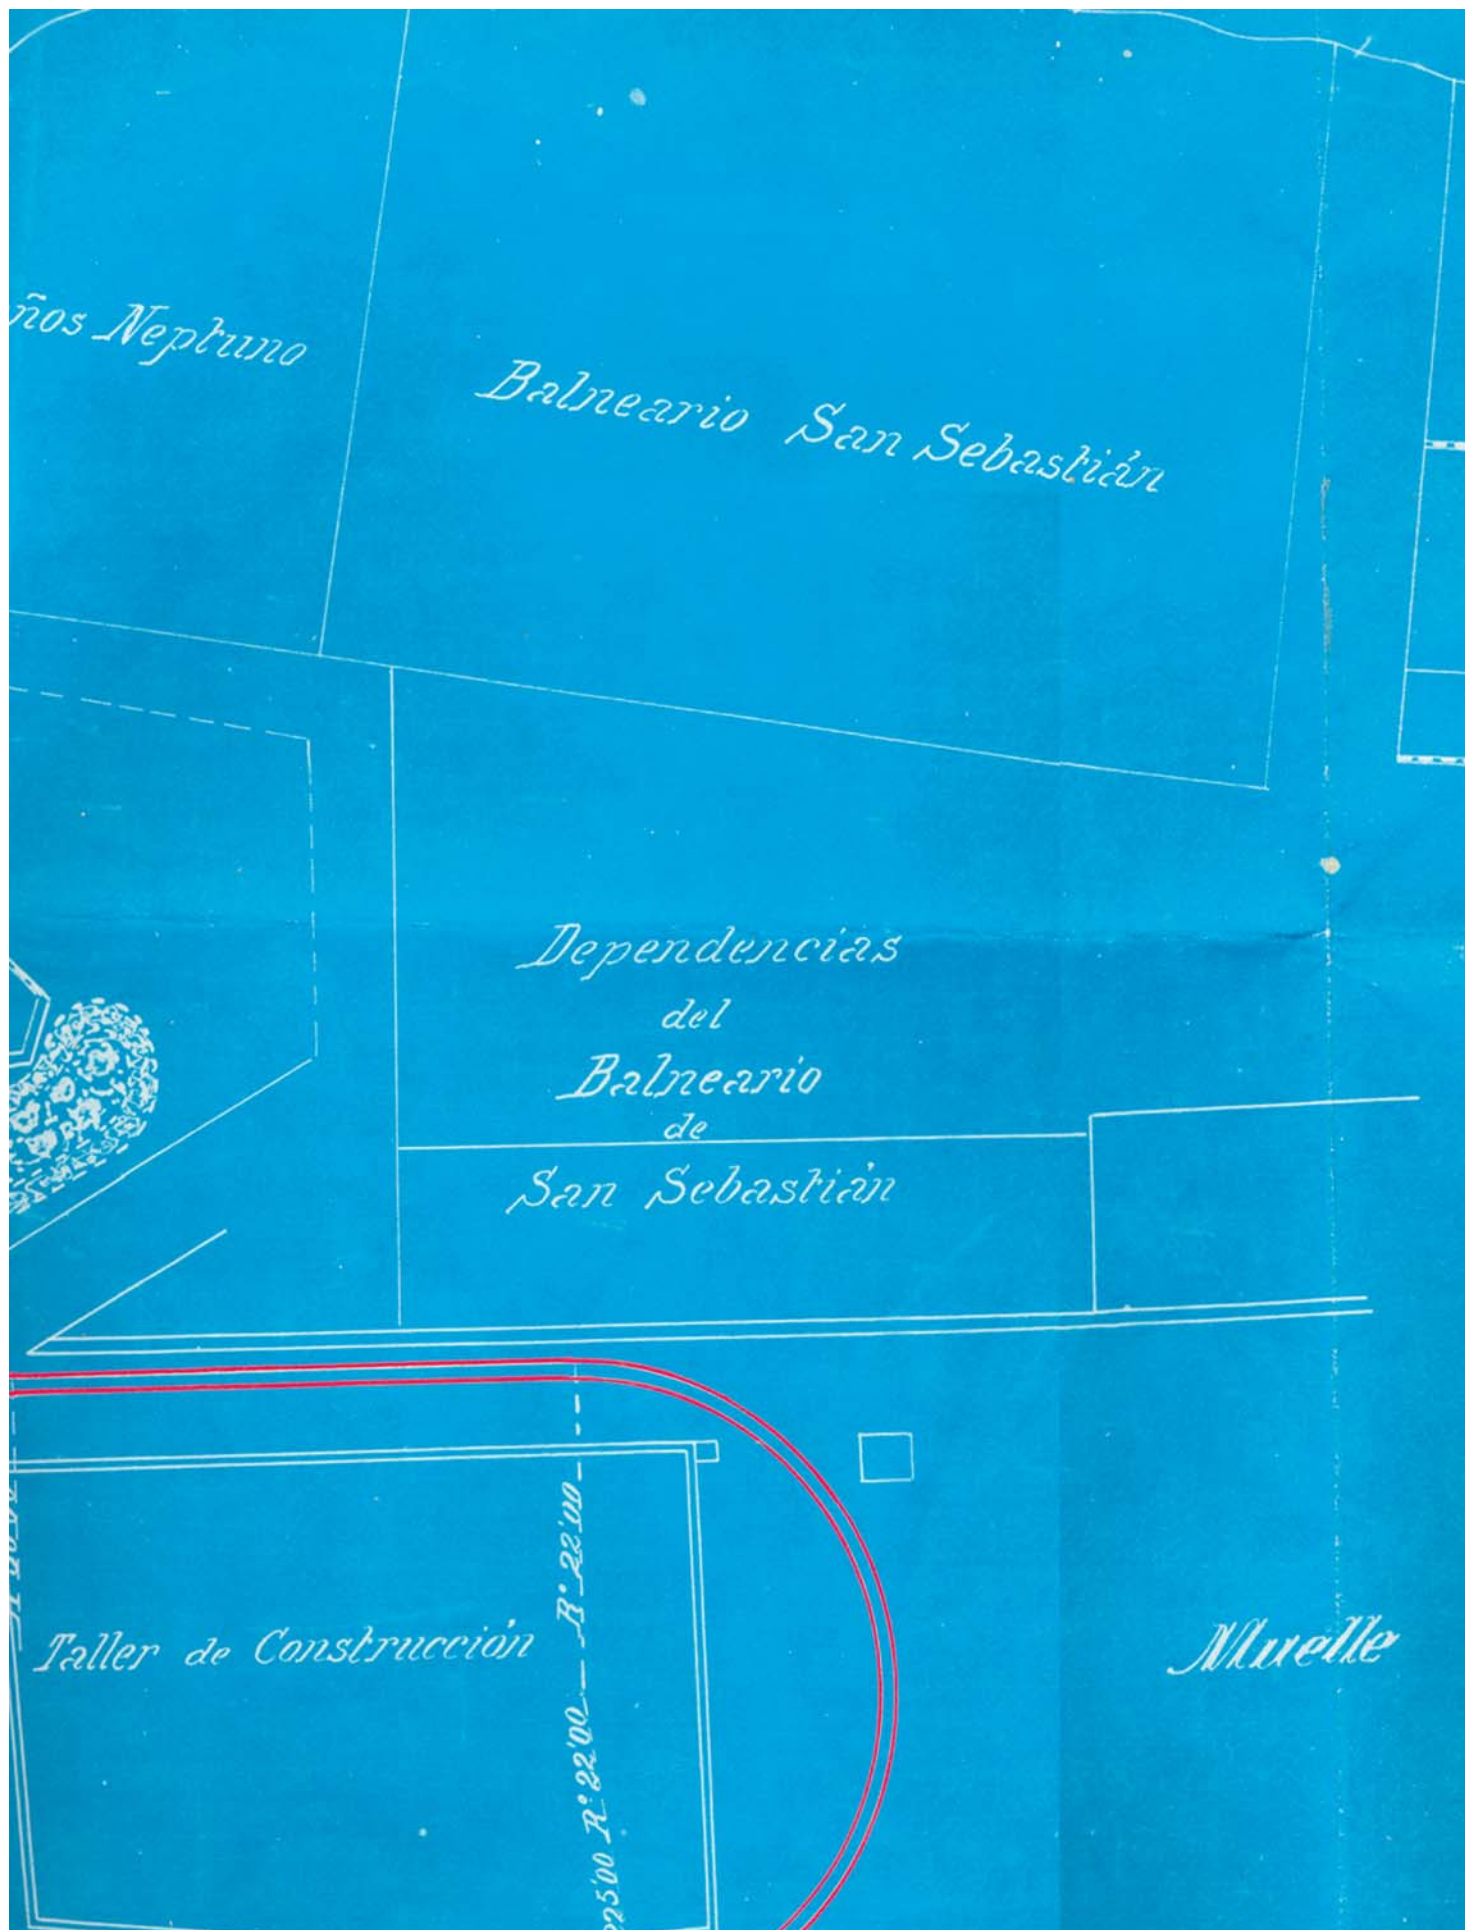 ños Neptuno
Balneario San Sebastián
Dependencias
del
Balneario
de
San Sebastián
Taller de Construcción
R.º 22'00
R.º 22'00
Muelle